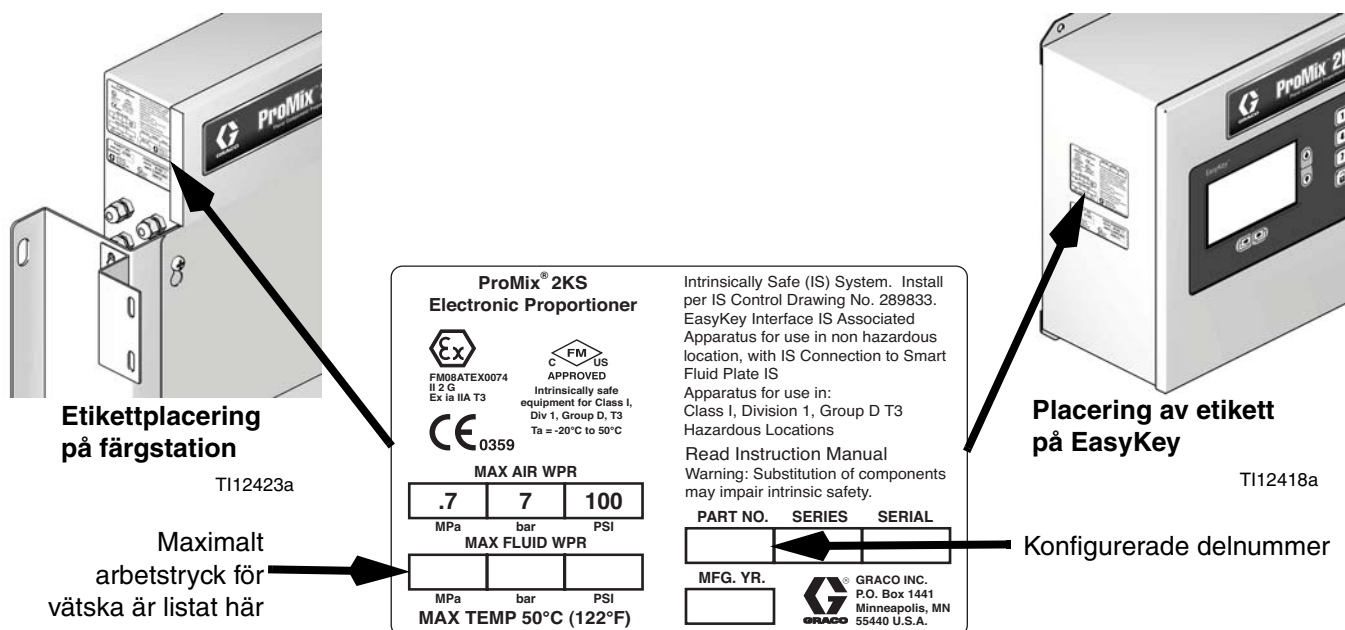 ProMix
GRACO
ProMix 2K
GRACO
EasyKey
Etikettplacering
på färgstation
TI12423a
Placering av etikett
på EasyKey
TI12418a
ProMix® 2KS
Electronic Proportioner
Ex
FM08ATEX0074
II 2 G
Ex ia IIA T3
C FM US
APPROVED
Intrinsically safe
equipment for Class I,
Div 1, Group D, T3
Ta = -20°C to 50°C
CE 0359
MAX AIR WPR
.7 7 100
MPa bar PSI
MAX FLUID WPR
MPa bar PSI
MAX TEMP 50°C (122°F)
Intrinsically Safe (IS) System. Install
per IS Control Drawing No. 289833.
EasyKey Interface IS Associated
Apparatus for use in non hazardous
location, with IS Connection to Smart
Fluid Plate IS
Apparatus for use in:
Class I, Division 1, Group D T3
Hazardous Locations
Read Instruction Manual
Warning: Substitution of components
may impair intrinsic safety.
PART NO. SERIES SERIAL
MFG. YR.
GRACO
®
GRACO INC.
P.O. Box 1441
Minneapolis, MN
55440 U.S.A.
Maximalt
arbetstryck för
vätska är listat här
Konfigurerade delnummer